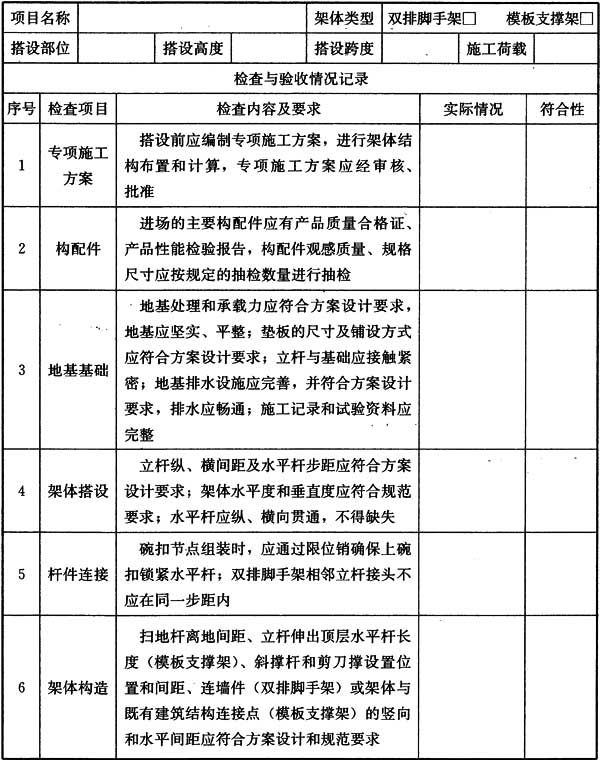 项目名称 架体类型 双排脚手架□ 模板支撑架□
搭设部位 搭设高度 搭设跨度 施工荷载
检查与验收情况记录
序号 检查项目 检查内容及要求 实际情况 符合性
1 专项施工方案
搭设前应编制专项施工方案，进行架体结
构布置和计算，专项施工方案应经审核、
批准
2 构配件
进场的主要构配件应有产品质量合格证、
产品性能检验报告，构配件观感质量、规格
尺寸应按规定的抽检数量进行抽检
3 地基基础
地基处理和承载力应符合方案设计要求，
地基应坚实、平整；垫板的尺寸及铺设方式
应符合方案设计要求；立杆与基础应接触紧
密；地基排水设施应完善，并符合方案设计
要求，排水应畅通；施工记录和试验资料应
完整
4 架体搭设
立杆纵、横间距及水平杆步距应符合方案
设计要求；架体水平度和垂直度应符合规范
要求；水平杆应纵、横向贯通，不得缺失
5 杆件连接
碗扣节点组装时，应通过限位销确保上碗
扣锁紧水平杆；双排脚手架相邻立杆接头不
应在同一步距内
6 架体构造
扫地杆离地间距、立杆伸出顶层水平杆长
度（模板支撑架）、斜撑杆和剪刀撑设置位
置和间距、连墙件（双排脚手架）或架体与
既有建筑结构连接点（模板支撑架）的竖向
和水平间距应符合方案设计和规范要求